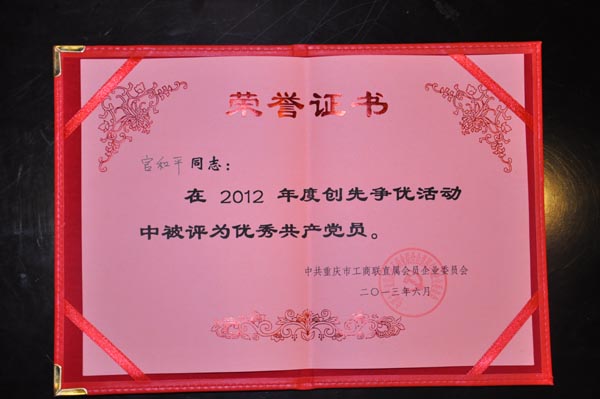 荣誉证书
宫和平 同志：
在 2012 年度创先争优活动
中被评为优秀共产党员。
中共重庆市工商联直属会员企业委员会
二〇一三年六月